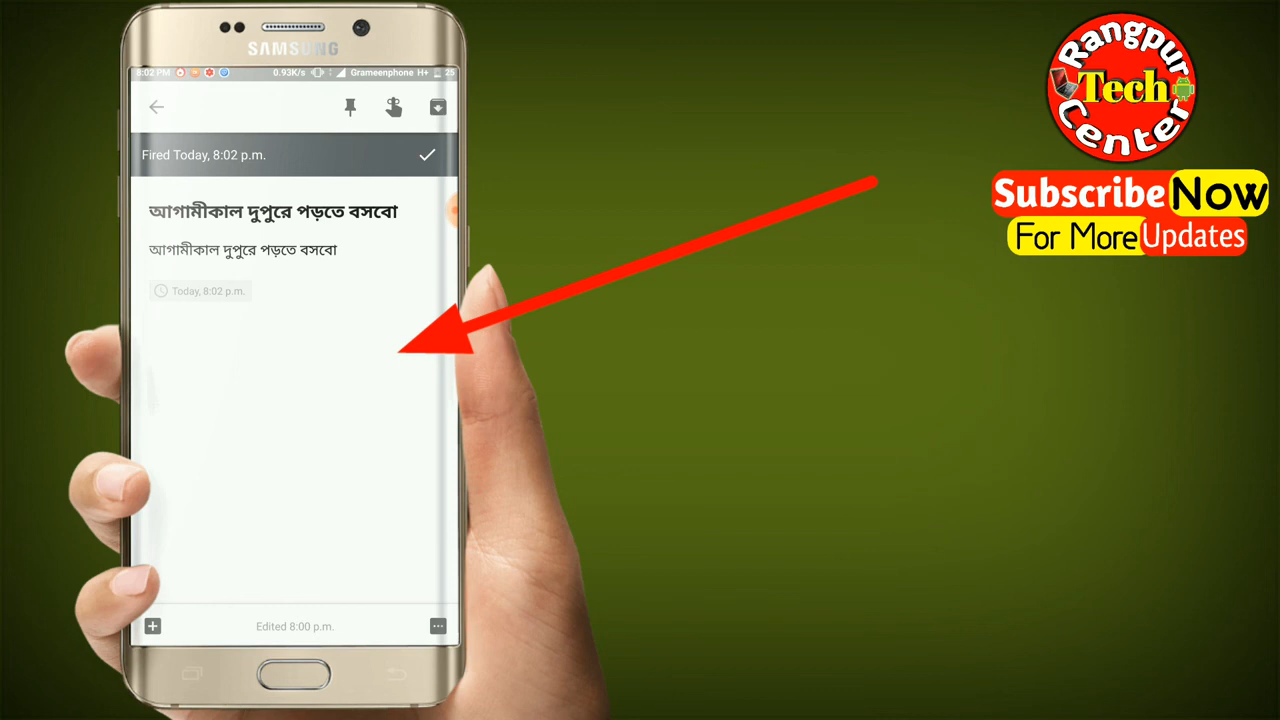 SAMSUNG
8:02 PM 0.93K/s Grameenphone H+ 25
Fired Today, 8:02 p.m.
আগামীকাল দুপুরে পড়তে বসবো
আগামীকাল দুপুরে পড়তে বসবো
Today, 8:02 p.m.
Edited 8:00 p.m.
Rangpur
Tech
Center
Subscribe Now
For More Updates